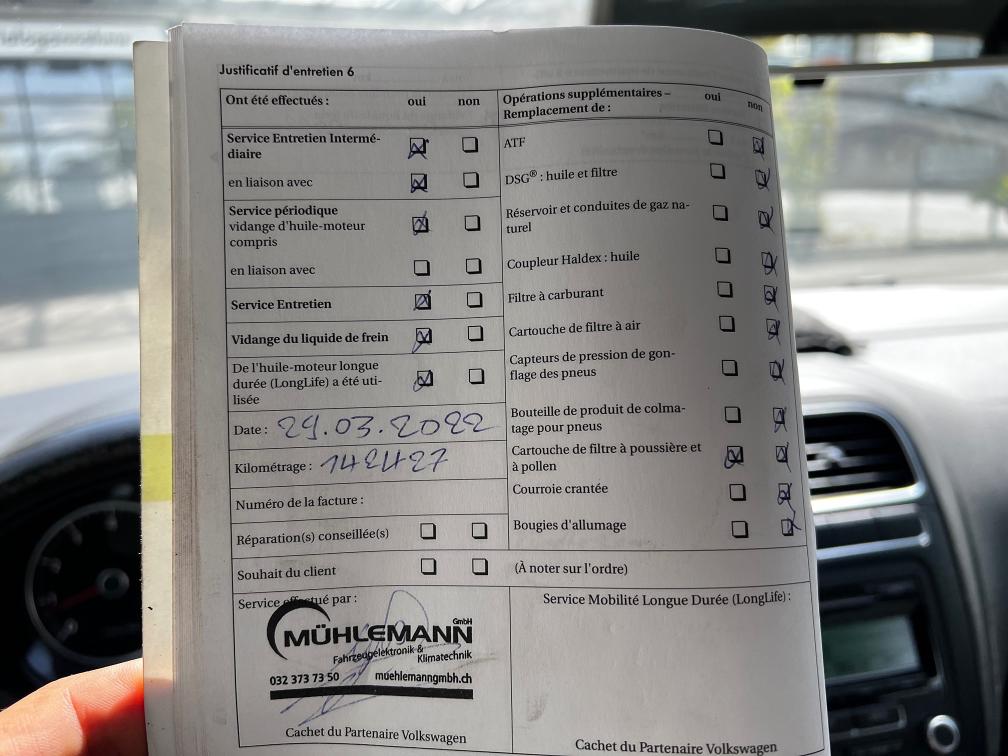 Justificatif d'entretien 6
Ont été effectués : oui non
Service Entretien Intermé-
diaire
en liaison avec
Service périodique
vidange d'huile-moteur
compris
en liaison avec
Service Entretien
Vidange du liquide de frein
De l'huile-moteur longue
durée (LongLife) a été uti-
lisée
Date : 29.03.2022
Kilométrage : 142427
Numéro de la facture :
Réparation(s) conseillée(s)
Souhait du client
Opérations supplémentaires – oui non
Remplacement de :
ATF
DSG® : huile et filtre
Réservoir et conduites de gaz na-
turel
Coupleur Haldex : huile
Filtre à carburant
Cartouche de filtre à air
Capteurs de pression de gon-
flage des pneus
Bouteille de produit de colma-
tage pour pneus
Cartouche de filtre à poussière et
à pollen
Courroie crantée
Bougies d'allumage
(À noter sur l'ordre)
Service effectué par :
MÜHLEMANN GmbH
Fahrzeugelektronik &
Klimatechnik
032 373 73 50 muehlemanngmbh.ch
Cachet du Partenaire Volkswagen
Service Mobilité Longue Durée (LongLife) :
Cachet du Partenaire Volkswagen